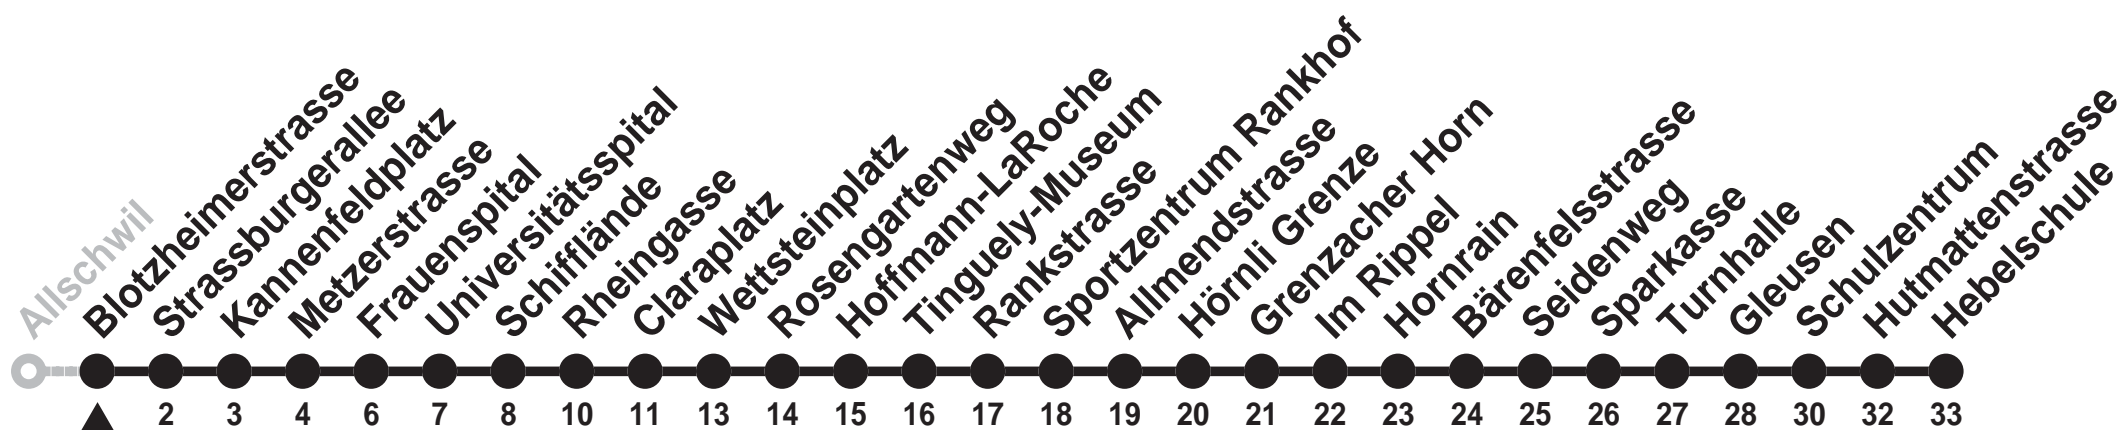 Allschwil
Blotzheimerstrasse
Strassburgerallee
Kannenfeldplatz
Metzerstrasse
Frauenspital
Universitätsspital
Schifflände
Rheingasse
Claraplatz
Wettsteinplatz
Rosengartenweg
Hoffmann-LaRoche
Tinguely-Museum
Rankstrasse
Sportzentrum Rankhof
Allmendstrasse
Hörnli Grenze
Grenzacher Horn
Im Rippel
Hornrain
Bärenfelsstrasse
Seidenweg
Sparkasse
Turnhalle
Gleusen
Schulzentrum
Hutmattenstrasse
Hebelschule
2 3 4 6 7 8 10 11 13 14 15 16 17 18 19 20 21 22 23 24 25 26 27 28 30 32 33